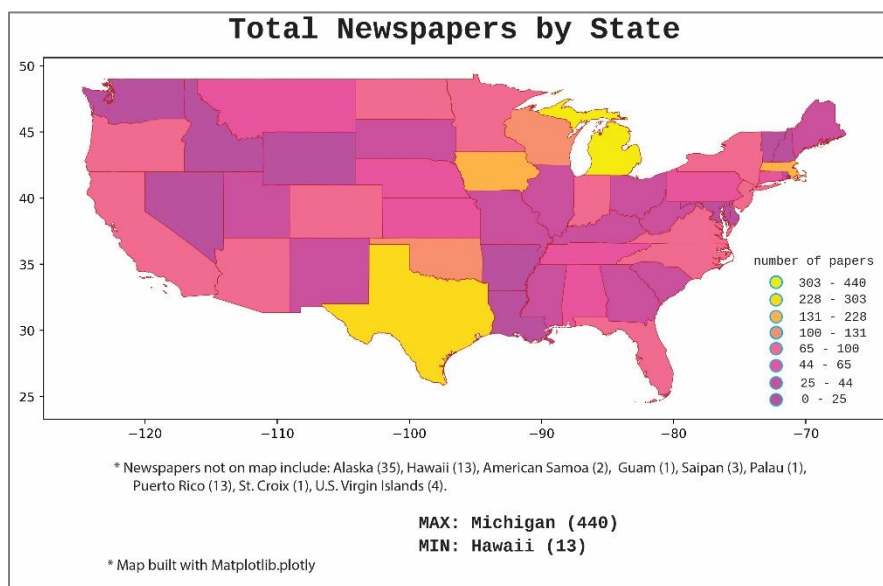 Total Newspapers by State
50
45
40
35
30
25
−120
−110
−100
−90
−80
−70
number of papers
303 - 440
228 - 303
131 - 228
100 - 131
65 - 100
44 - 65
25 - 44
0 - 25
* Newspapers not on map include: Alaska (35), Hawaii (13), American Samoa (2), Guam (1), Saipan (3), Palau (1),
Puerto Rico (13), St. Croix (1), U.S. Virgin Islands (4).
MAX: Michigan (440)
MIN: Hawaii (13)
* Map built with Matplotlib.plotly